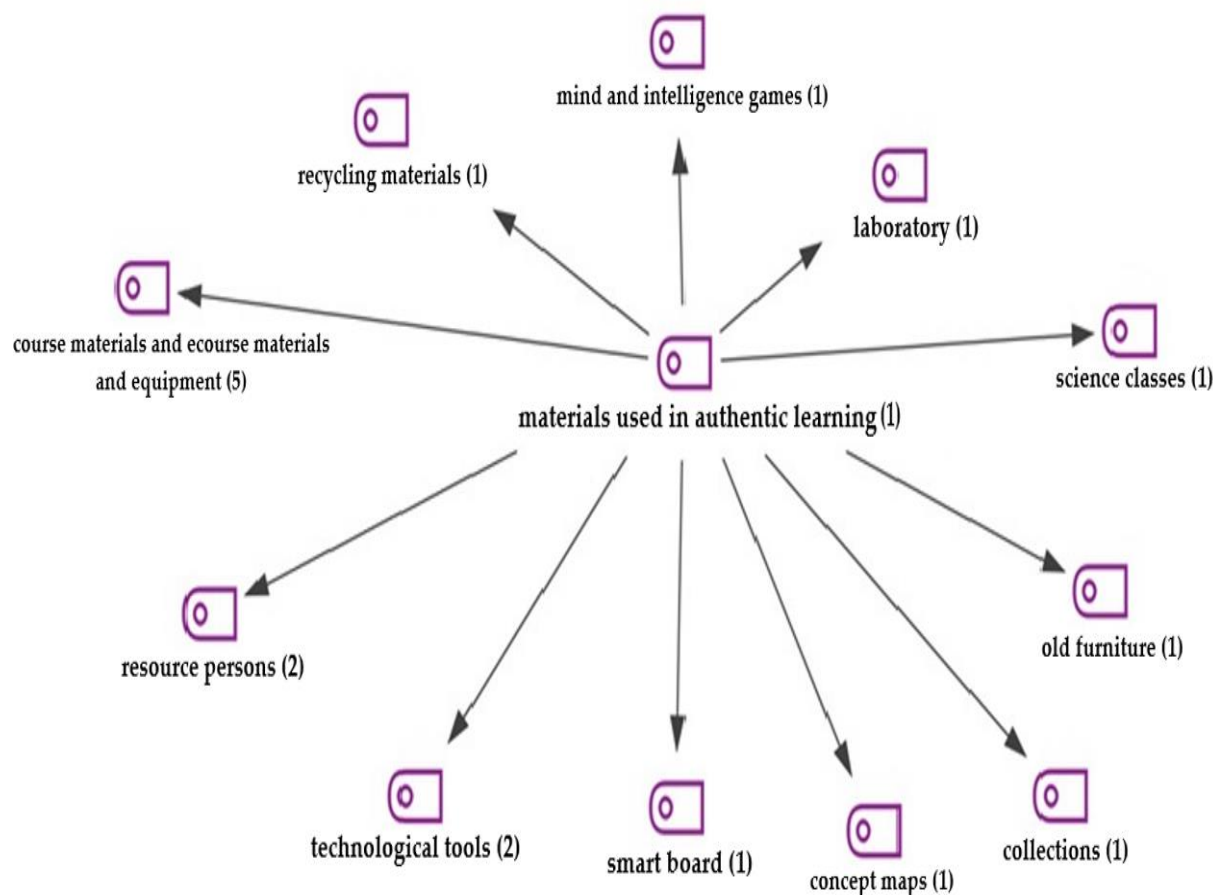 mind and intelligence games (1)
recycling materials (1)
laboratory (1)
course materials and ecourse materials
and equipment (5)
science classes (1)
materials used in authentic learning (1)
old furniture (1)
resource persons (2)
technological tools (2)
smart board (1)
concept maps (1)
collections (1)